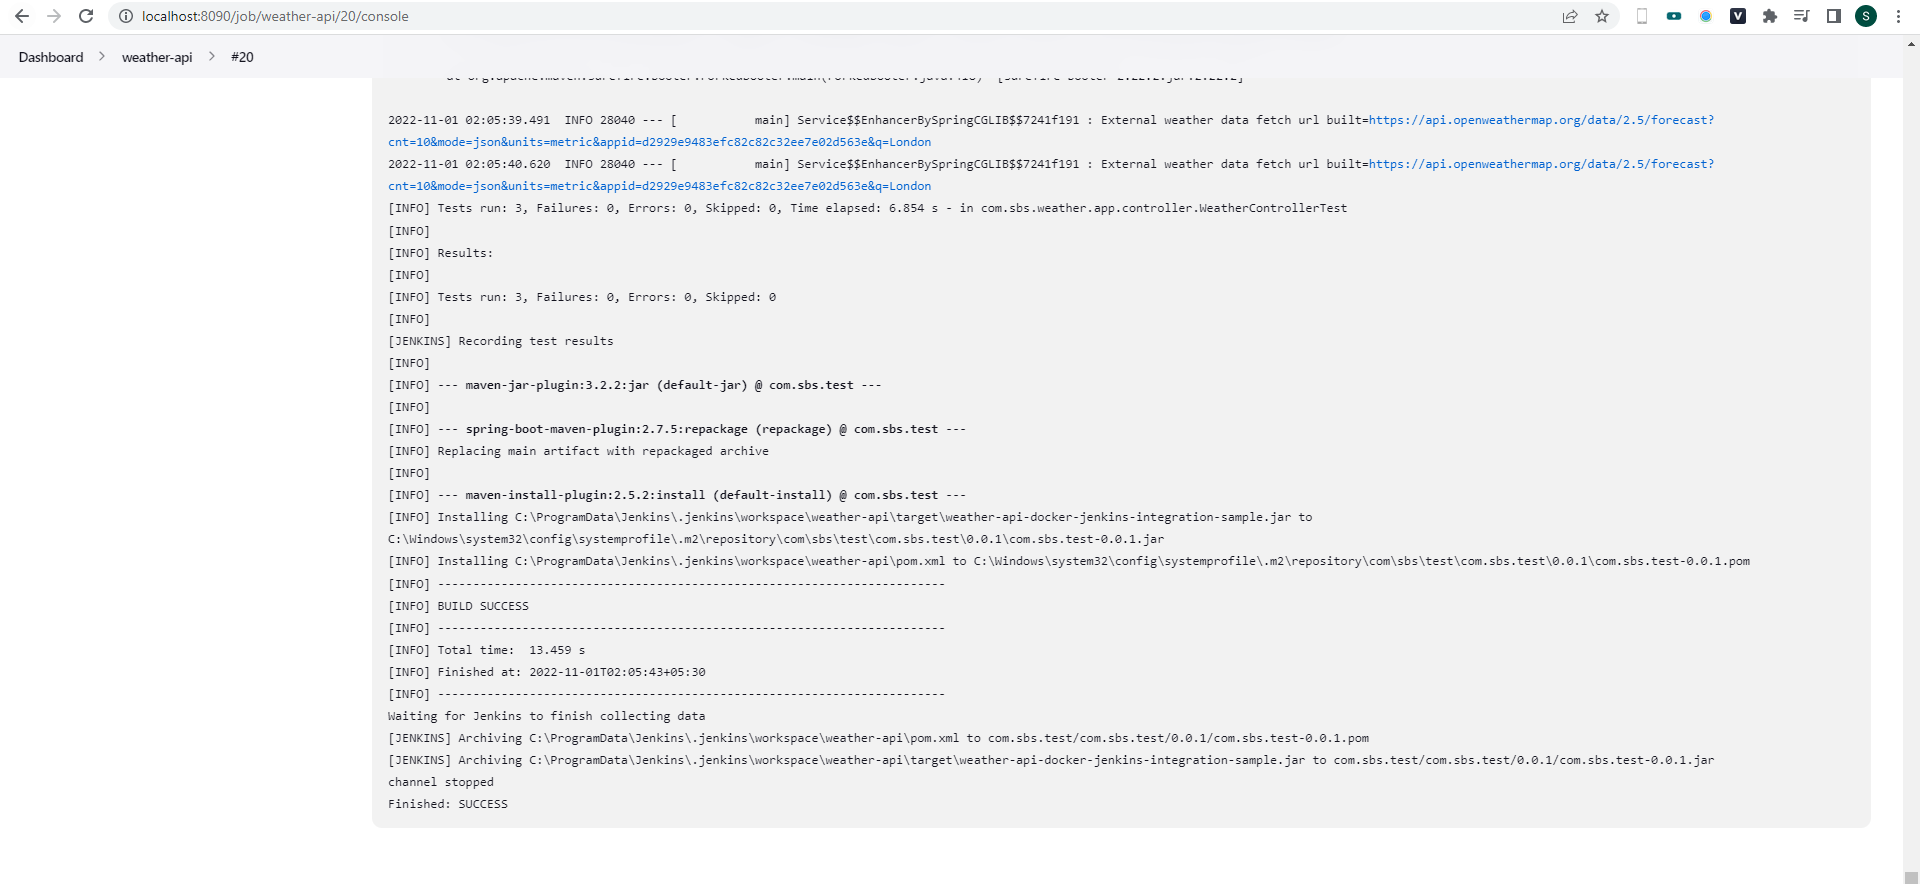 localhost:8090/job/weather-api/20/console
V
S
Dashboard > weather-api > #20
2022-11-01 02:05:39.491  INFO 28040 --- [           main] Service$$EnhancerBySpringCGLIB$$7241f191 : External weather data fetch url built=https://api.openweathermap.org/data/2.5/forecast?
cnt=10&mode=json&units=metric&appid=d2929e9483efc82c82c32ee7e02d563e&q=London
2022-11-01 02:05:40.620  INFO 28040 --- [           main] Service$$EnhancerBySpringCGLIB$$7241f191 : External weather data fetch url built=https://api.openweathermap.org/data/2.5/forecast?
cnt=10&mode=json&units=metric&appid=d2929e9483efc82c82c32ee7e02d563e&q=London
[INFO] Tests run: 3, Failures: 0, Errors: 0, Skipped: 0, Time elapsed: 6.854 s - in com.sbs.weather.app.controller.WeatherControllerTest
[INFO]
[INFO] Results:
[INFO]
[INFO] Tests run: 3, Failures: 0, Errors: 0, Skipped: 0
[INFO]
[JENKINS] Recording test results
[INFO]
[INFO] --- maven-jar-plugin:3.2.2:jar (default-jar) @ com.sbs.test ---
[INFO]
[INFO] --- spring-boot-maven-plugin:2.7.5:repackage (repackage) @ com.sbs.test ---
[INFO] Replacing main artifact with repackaged archive
[INFO]
[INFO] --- maven-install-plugin:2.5.2:install (default-install) @ com.sbs.test ---
[INFO] Installing C:\ProgramData\Jenkins\.jenkins\workspace\weather-api\target\weather-api-docker-jenkins-integration-sample.jar to
C:\Windows\system32\config\systemprofile\.m2\repository\com\sbs\test\com.sbs.test\0.0.1\com.sbs.test-0.0.1.jar
[INFO] Installing C:\ProgramData\Jenkins\.jenkins\workspace\weather-api\pom.xml to C:\Windows\system32\config\systemprofile\.m2\repository\com\sbs\test\com.sbs.test\0.0.1\com.sbs.test-0.0.1.pom
[INFO] ------------------------------------------------------------------------
[INFO] BUILD SUCCESS
[INFO] ------------------------------------------------------------------------
[INFO] Total time:  13.459 s
[INFO] Finished at: 2022-11-01T02:05:43+05:30
[INFO] ------------------------------------------------------------------------
Waiting for Jenkins to finish collecting data
[JENKINS] Archiving C:\ProgramData\Jenkins\.jenkins\workspace\weather-api\pom.xml to com.sbs.test/com.sbs.test/0.0.1/com.sbs.test-0.0.1.pom
[JENKINS] Archiving C:\ProgramData\Jenkins\.jenkins\workspace\weather-api\target\weather-api-docker-jenkins-integration-sample.jar to com.sbs.test/com.sbs.test/0.0.1/com.sbs.test-0.0.1.jar
channel stopped
Finished: SUCCESS